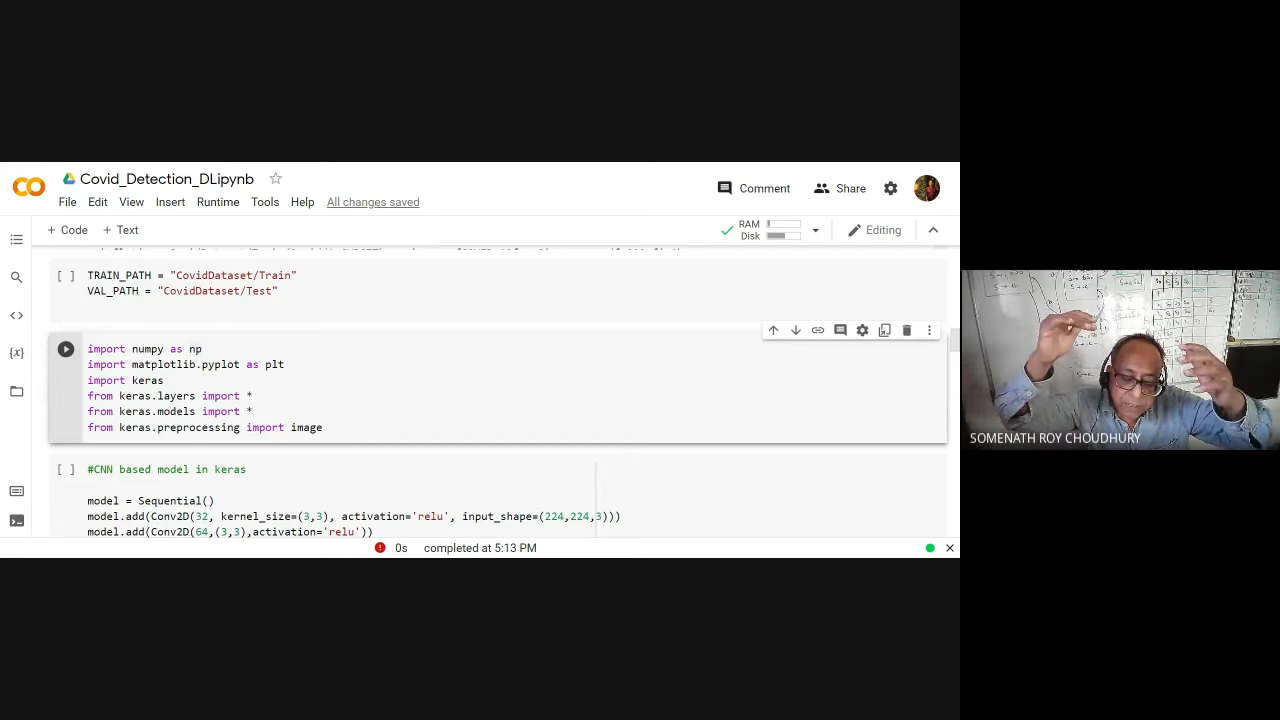 Covid_Detection_DLipynb
Comment
Share
File Edit View Insert Runtime Tools Help All changes saved
+ Code + Text
RAM
Disk
Editing
[ ] TRAIN_PATH = "CovidDataset/Train"
VAL_PATH = "CovidDataset/Test"
import numpy as np
import matplotlib.pyplot as plt
import keras
from keras.layers import *
from keras.models import *
from keras.preprocessing import image
[ ] #CNN based model in keras
model = Sequential()
model.add(Conv2D(32, kernel_size=(3,3), activation='relu', input_shape=(224,224,3)))
model.add(Conv2D(64,(3,3),activation='relu'))
0s completed at 5:13 PM
SOMENATH ROY CHOUDHURY